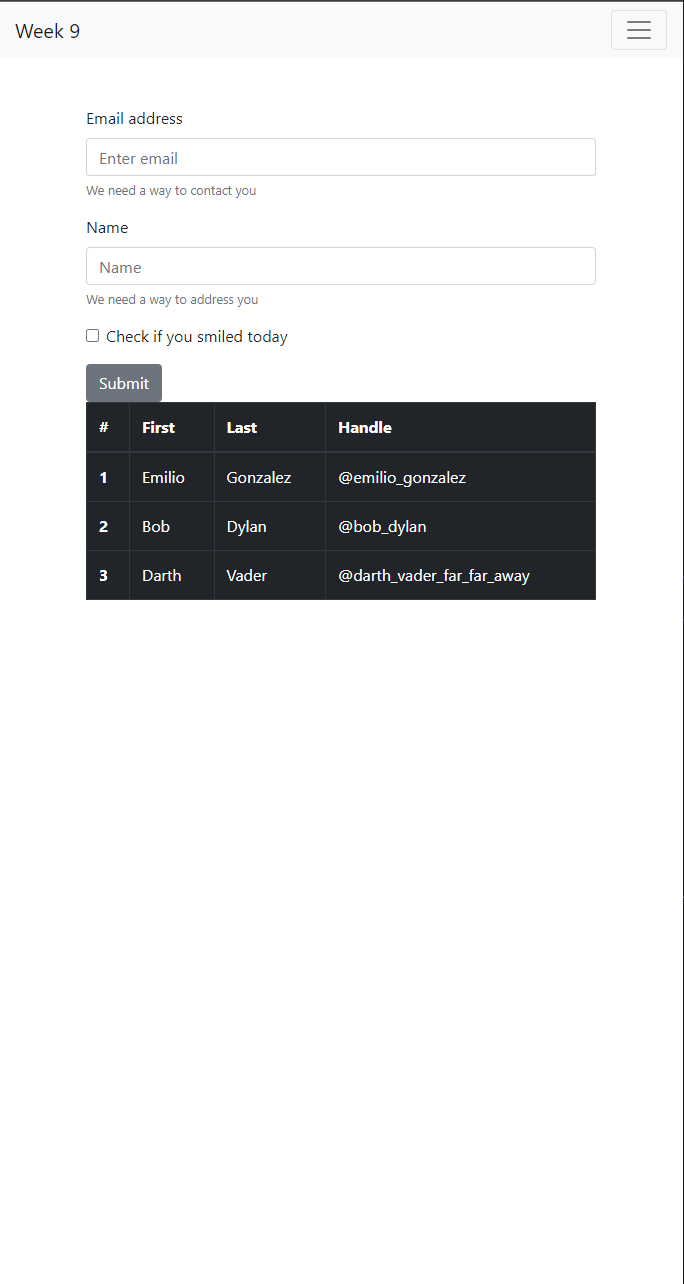 Week 9
Email address
Enter email
We need a way to contact you
Name
Name
We need a way to address you
Check if you smiled today
Submit
# First Last Handle
1 Emilio Gonzalez @emilio_gonzalez
2 Bob Dylan @bob_dylan
3 Darth Vader @darth_vader_far_far_away